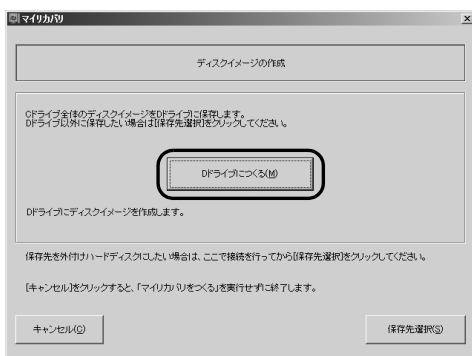 マイリカバリ
ディスクイメージの作成
Cドライブ全体のディスクイメージをDドライブに保存します。
Dドライブ以外に保存したい場合は[保存先選択]をクリックしてください。
Dドライブにつくる(M)
Dドライブにディスクイメージを作成します。
保存先を外付けハードディスクにしたい場合は、ここで接続を行ってから[保存先選択]をクリックしてください。
[キャンセル]をクリックすると、「マイリカバリをつくる」を実行せずに終了します。
キャンセル(C)
保存先選択(S)